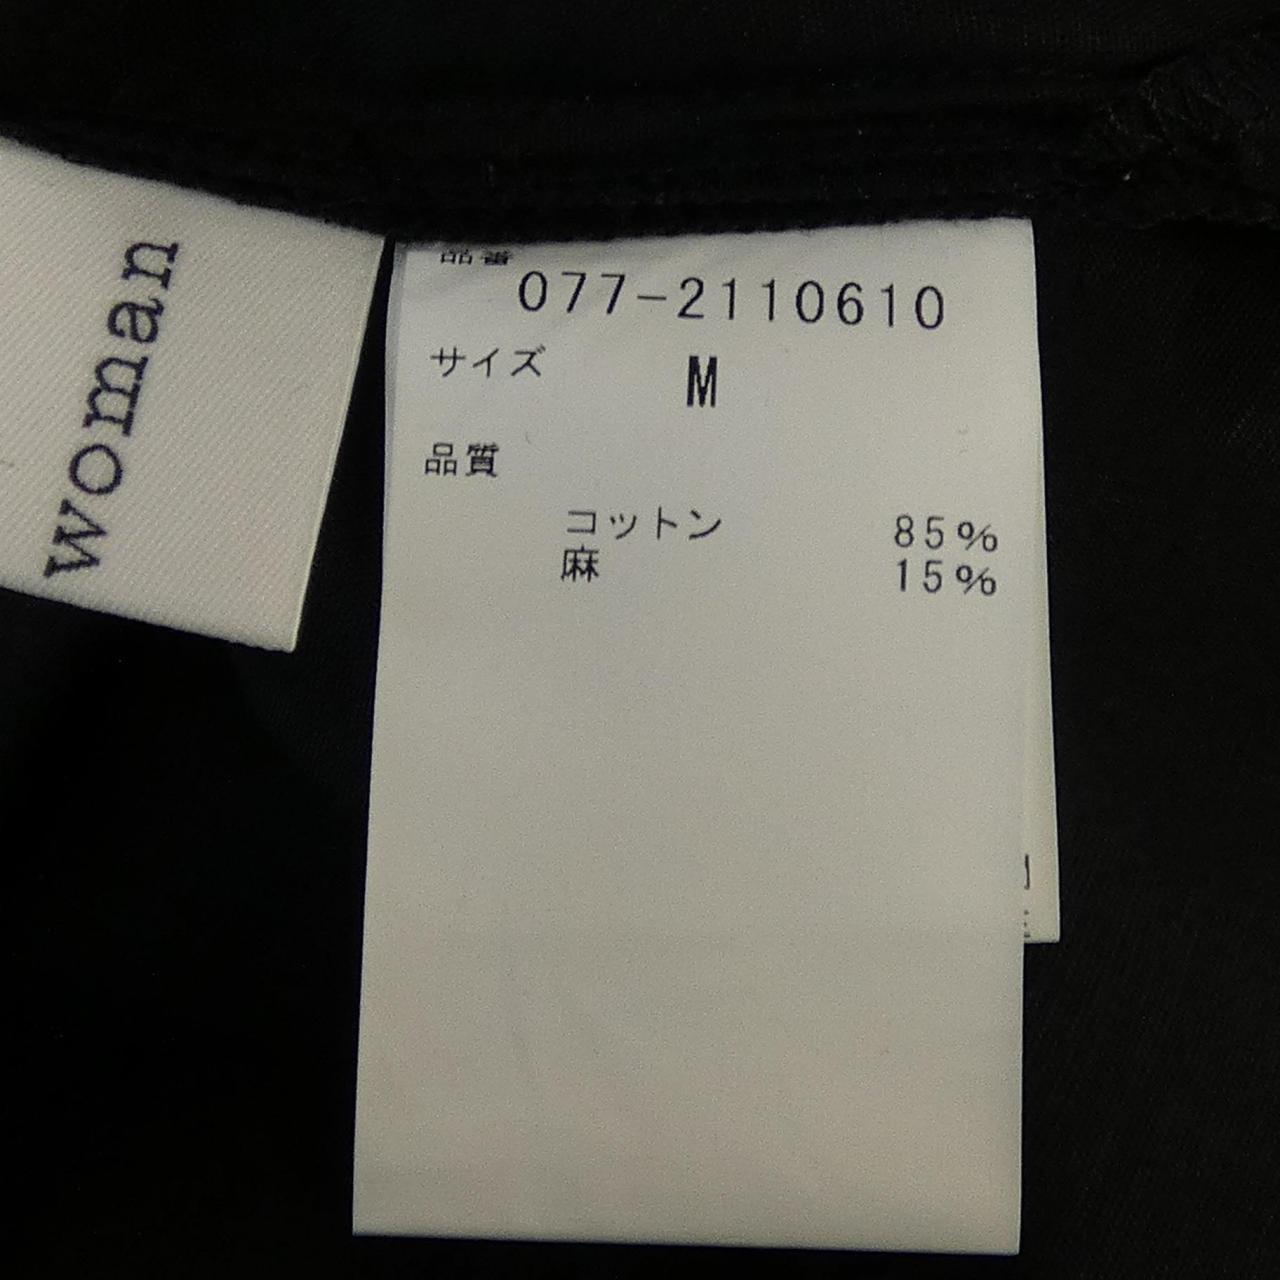 woman
品番
077-2110610
サイズ M
品質
コットン 85%
麻 15%